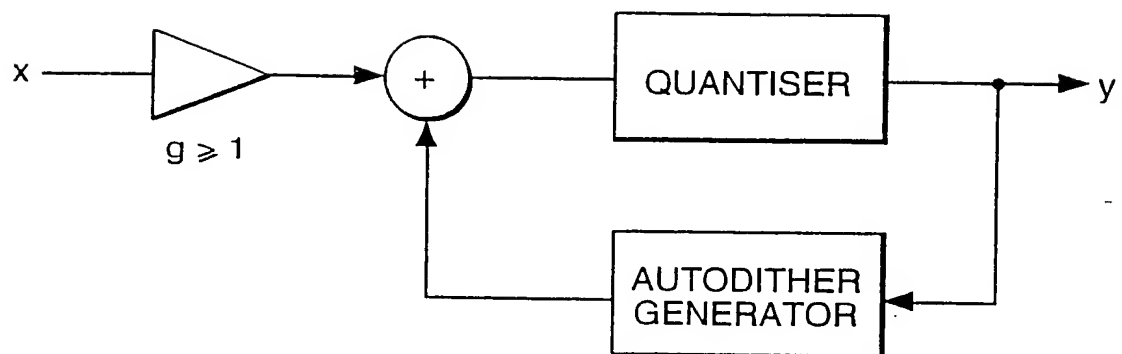 x
+
QUANTISER
y
g ⩾ 1
AUTODITHER
GENERATOR